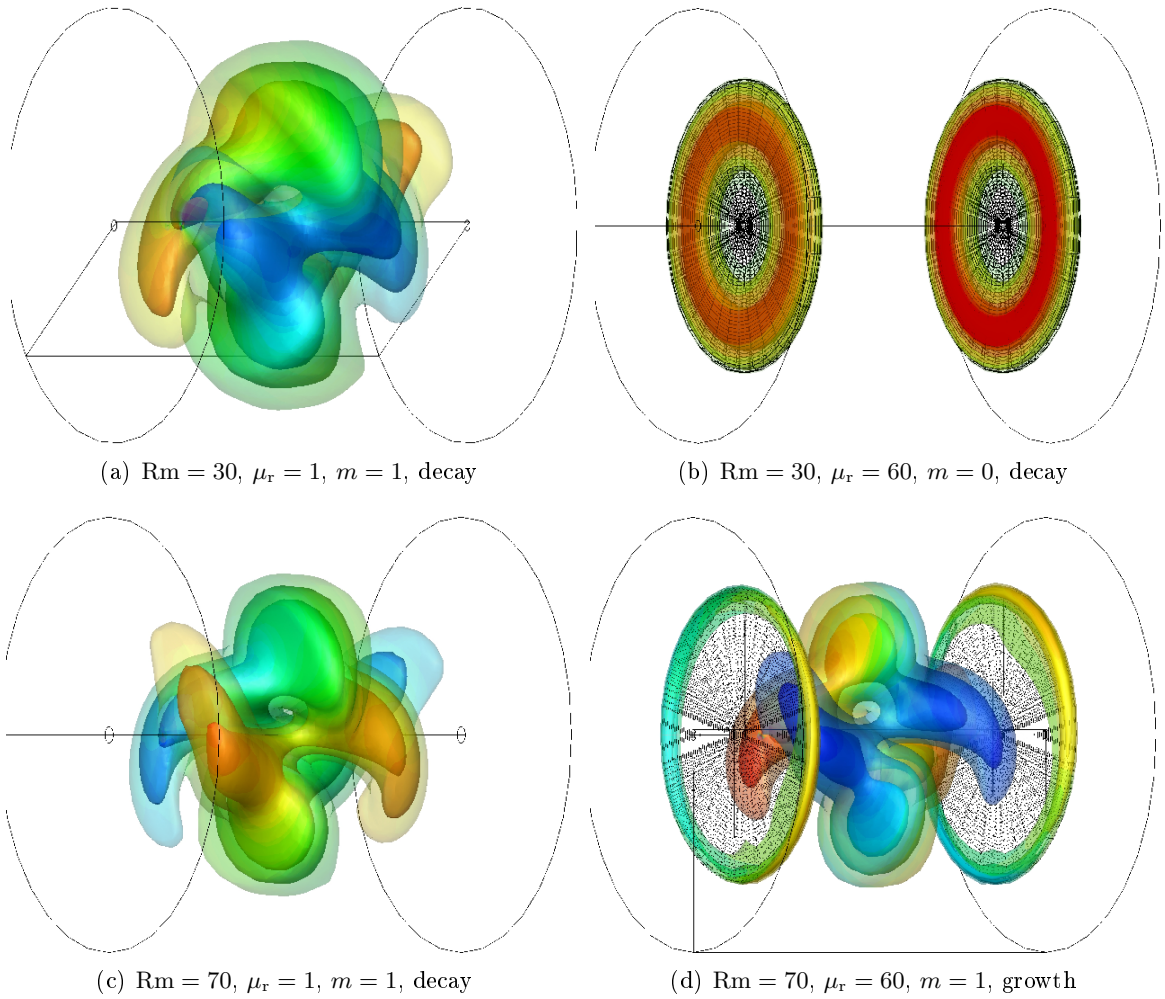 (a) Rm = 30, μr = 1, m = 1, decay
(b) Rm = 30, μr = 60, m = 0, decay
(c) Rm = 70, μr = 1, m = 1, decay
(d) Rm = 70, μr = 60, m = 1, growth